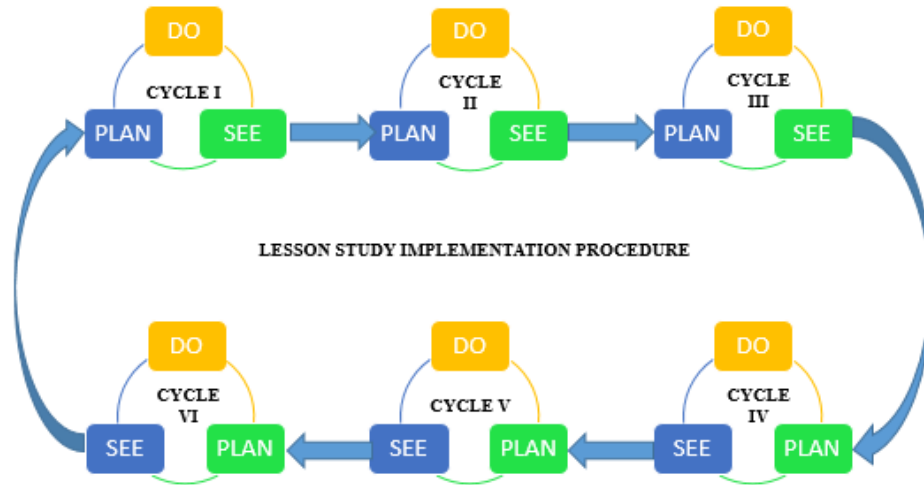 DO
DO
DO
CYCLE I
CYCLE
II
CYCLE
III
PLAN
SEE
PLAN
SEE
PLAN
SEE
LESSON STUDY IMPLEMENTATION PROCEDURE
DO
DO
DO
CYCLE
VI
CYCLE V
CYCLE
IV
SEE
PLAN
SEE
PLAN
SEE
PLAN